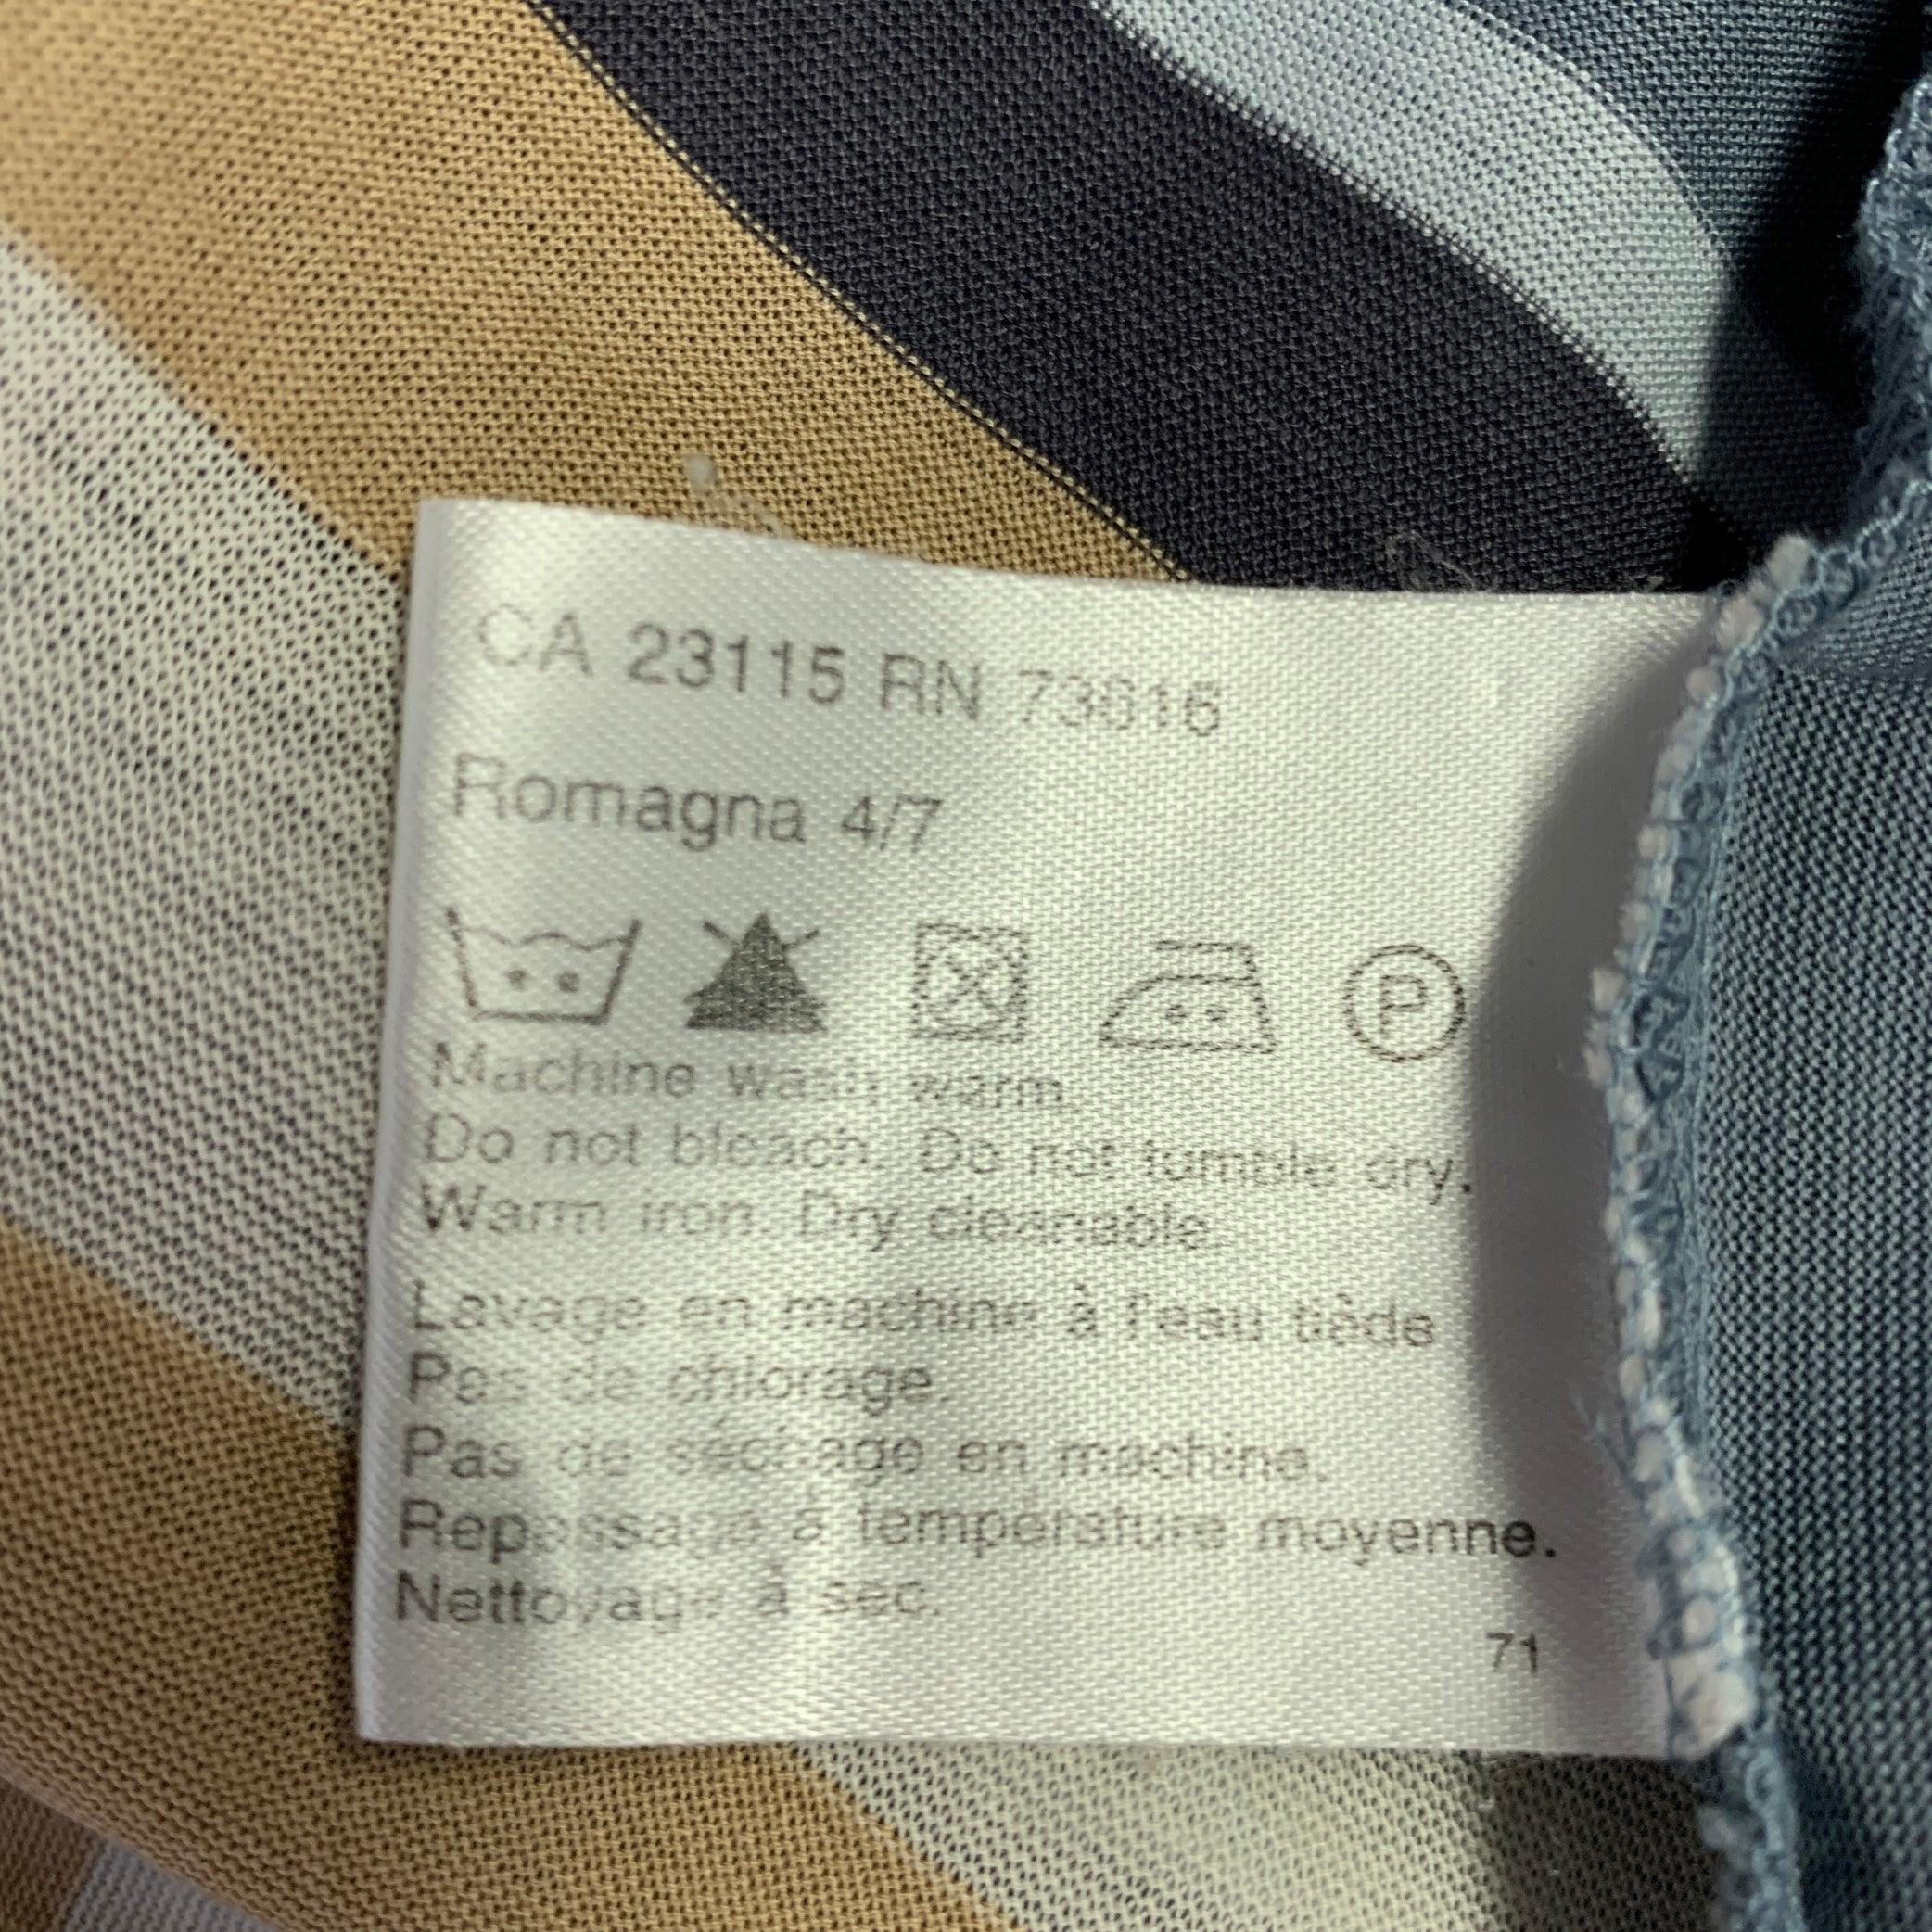 CA 23115 RN 73616
Romagna 4/7
P
Machine wash warm.
Do not bleach. Do not tumble dry.
Warm iron. Dry cleanable
Lavage en machine à l'eau tiède
Pas de chlorage.
Pas de séchage en machine.
Repassage à température moyenne.
Nettoyage à sec.
71